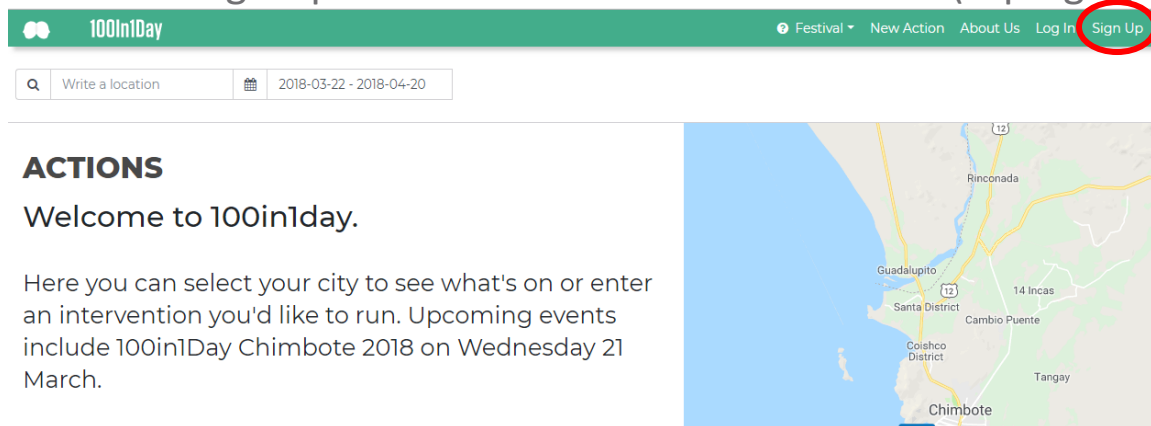 100In1Day
Festival New Action About Us Log In Sign Up
Write a location 2018-03-22 - 2018-04-20
ACTIONS
Welcome to 100in1day.
Here you can select your city to see what's on or enter
an intervention you'd like to run. Upcoming events
include 100in1Day Chimbote 2018 on Wednesday 21
March.
12
Rinconada
Guadalupito
12
14 Incas
Santa District
Cambio Puente
Coishco
District
Tangay
Chimbote